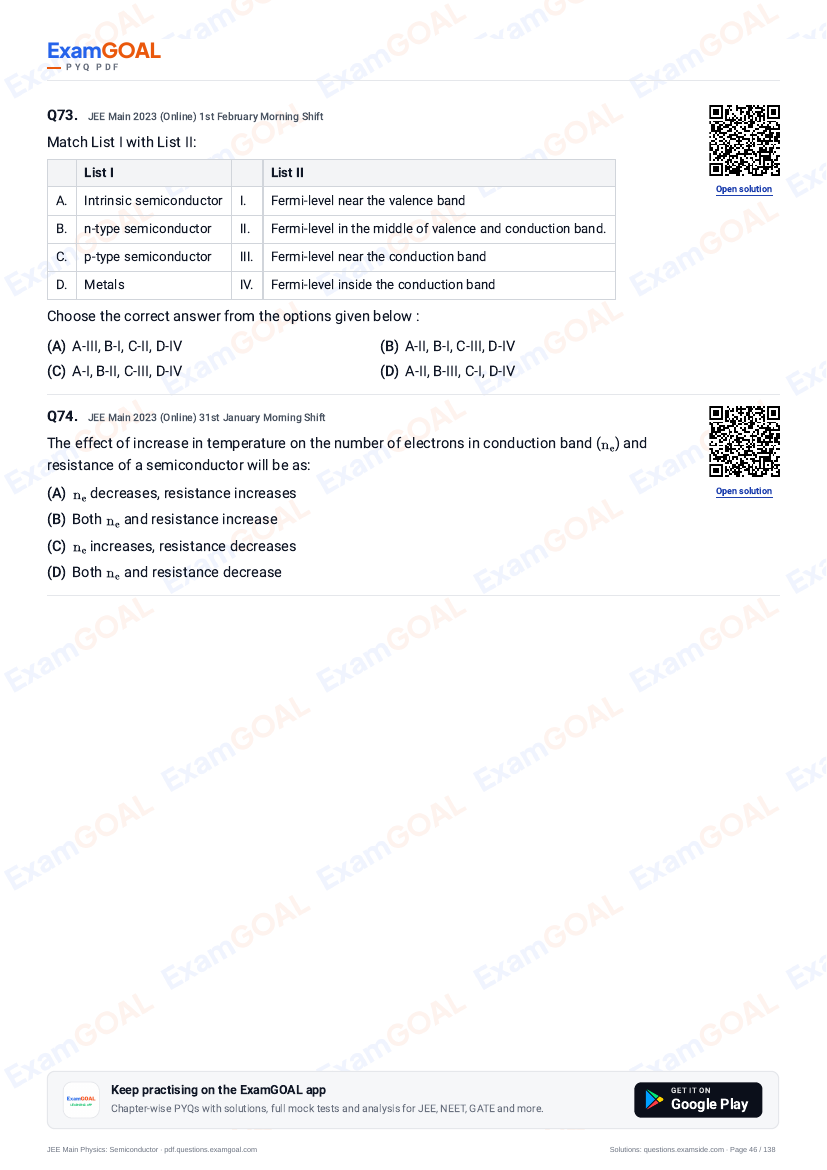 ExamGOAL
PYQ PDF
Q73. JEE Main 2023 (Online) 1st February Morning Shift
Match List I with List II:
List I List II
A. Intrinsic semiconductor I. Fermi-level near the valence band
B. n-type semiconductor II. Fermi-level in the middle of valence and conduction band.
C. p-type semiconductor III. Fermi-level near the conduction band
D. Metals IV. Fermi-level inside the conduction band
Open solution
Choose the correct answer from the options given below :
(A) A-III, B-I, C-II, D-IV (B) A-II, B-I, C-III, D-IV
(C) A-I, B-II, C-III, D-IV (D) A-II, B-III, C-I, D-IV
Q74. JEE Main 2023 (Online) 31st January Morning Shift
The effect of increase in temperature on the number of electrons in conduction band (nₑ) and
resistance of a semiconductor will be as:
Open solution
(A) nₑ decreases, resistance increases
(B) Both nₑ and resistance increase
(C) nₑ increases, resistance decreases
(D) Both nₑ and resistance decrease
ExamGOAL
Keep practising on the ExamGOAL app
Chapter-wise PYQs with solutions, full mock tests and analysis for JEE, NEET, GATE and more.
GET IT ON
Google Play
JEE Main Physics: Semiconductor · pdf.questions.examgoal.com Solutions: questions.examside.com · Page 46 / 138